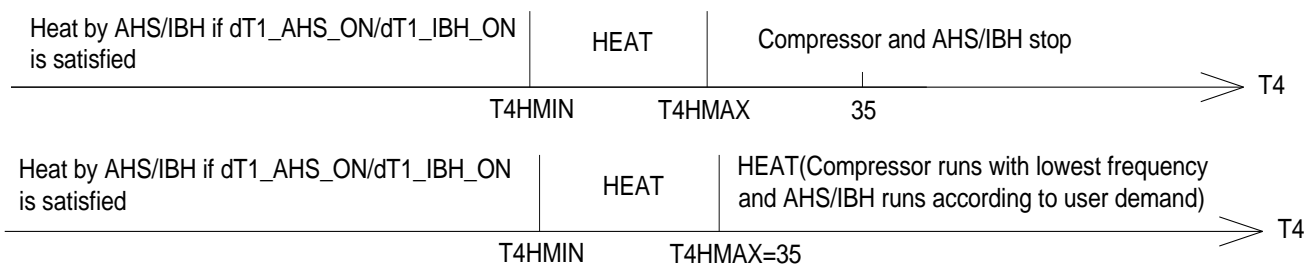 Heat by AHS/IBH if dT1_AHS_ON/dT1_IBH_ON
is satisfied
HEAT
Compressor and AHS/IBH stop
T4
T4HMIN
T4HMAX
35
Heat by AHS/IBH if dT1_AHS_ON/dT1_IBH_ON
is satisfied
HEAT
HEAT(Compressor runs with lowest frequency
and AHS/IBH runs according to user demand)
T4
T4HMIN
T4HMAX=35